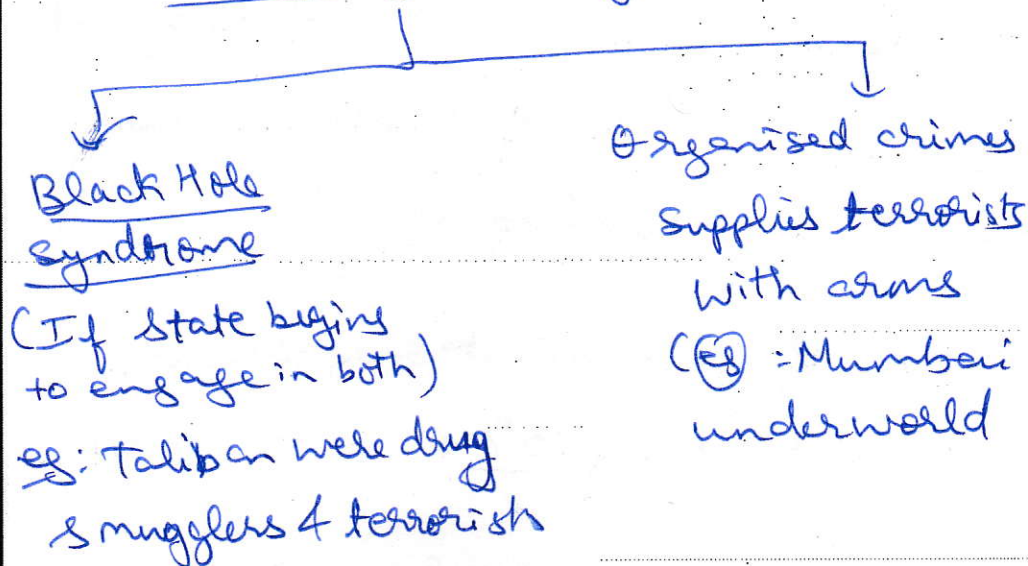 Black Hole
syndrome
(If state begins
to engage in both)
eg: Taliban were drug
smugglers & terrorists
Organised crimes
supplies terrorists
with arms
(Eg :- Mumbai
underworld